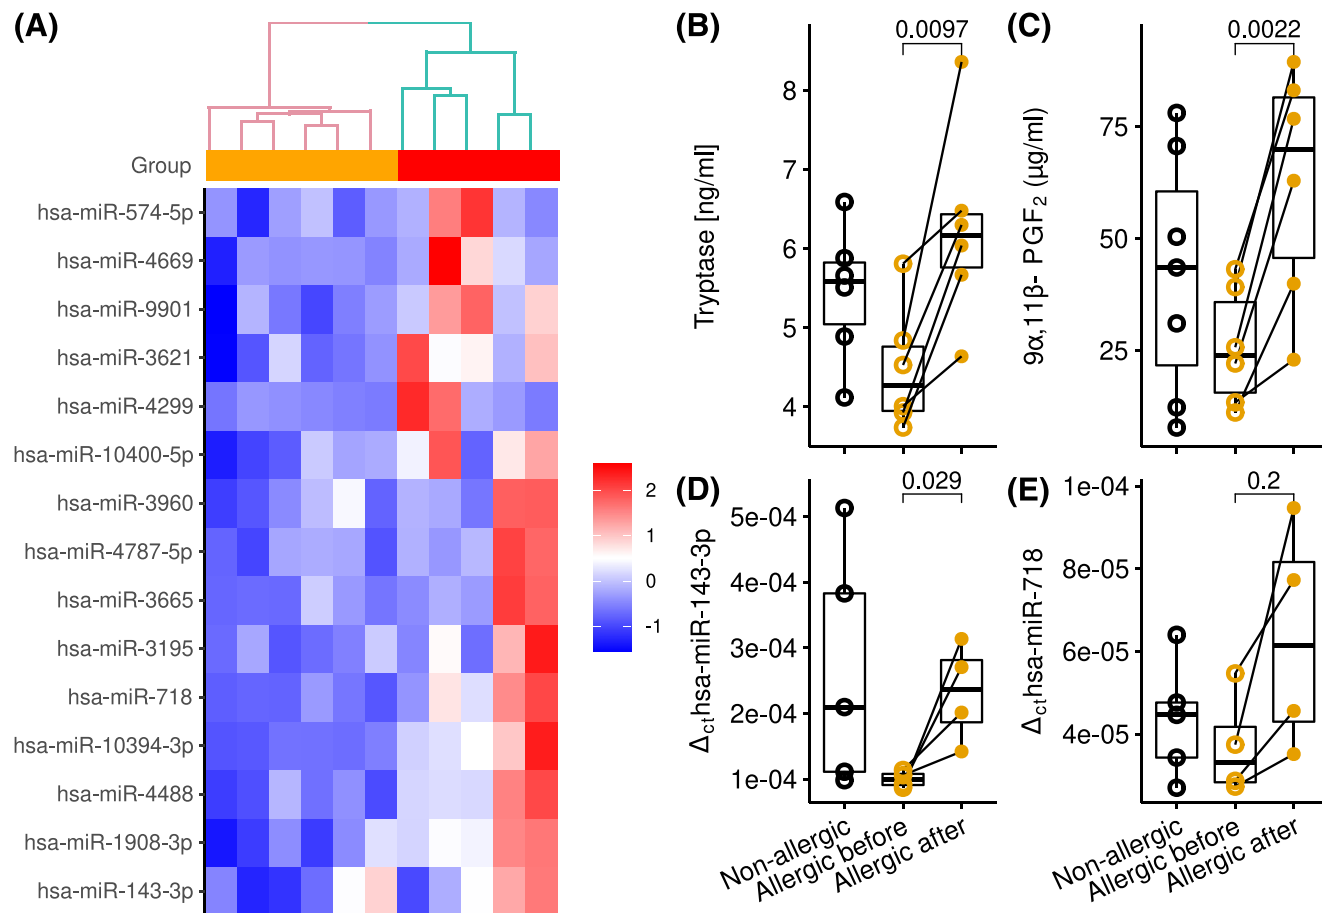 (A)
Group
hsa-miR-574-5p
hsa-miR-4669
hsa-miR-9901
hsa-miR-3621
hsa-miR-4299
hsa-miR-10400-5p
hsa-miR-3960
hsa-miR-4787-5p
hsa-miR-3665
hsa-miR-3195
hsa-miR-718
hsa-miR-10394-3p
hsa-miR-4488
hsa-miR-1908-3p
hsa-miR-143-3p
2
1
0
-1
(B)
0.0097
Tryptase [ng/ml]
8
7
6
5
4
(C)
0.0022
9α,11β- PGF₂ (µg/ml)
75
50
25
(D)
0.029
Δct hsa-miR-143-3p
5e-04
4e-04
3e-04
2e-04
1e-04
Non-allergic
Allergic before
Allergic after
(E)
0.2
Δct hsa-miR-718
1e-04
8e-05
6e-05
4e-05
Non-allergic
Allergic before
Allergic after